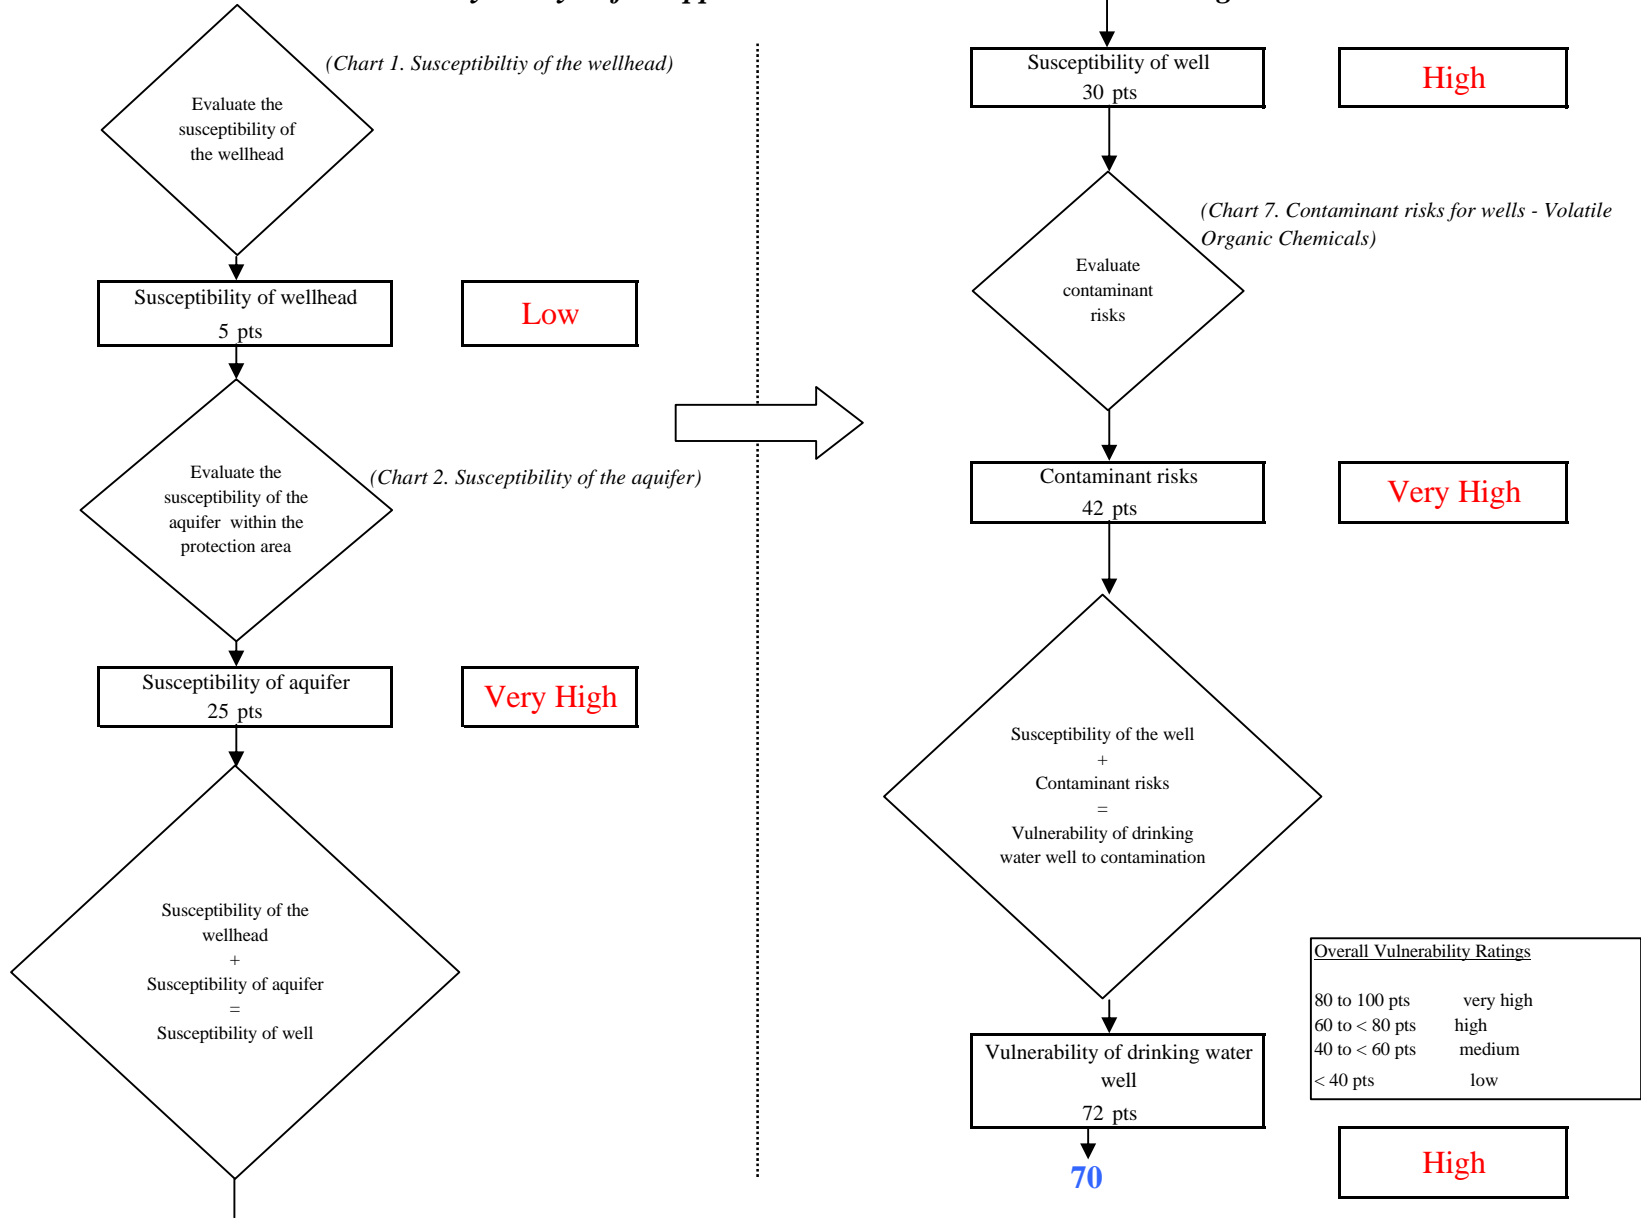 (Chart 1. Susceptibiltiy of the wellhead)
Evaluate the
susceptibility of
the wellhead
Susceptibility of wellhead
5 pts
Low
Evaluate the
susceptibility of the
aquifer within the
protection area
(Chart 2. Susceptibility of the aquifer)
Susceptibility of aquifer
25 pts
Very High
Susceptibility of the
wellhead
+
Susceptibility of aquifer
=
Susceptibility of well
Susceptibility of well
30 pts
High
(Chart 7. Contaminant risks for wells - Volatile
Organic Chemicals)
Evaluate
contaminant
risks
Contaminant risks
42 pts
Very High
Susceptibility of the well
+
Contaminant risks
=
Vulnerability of drinking
water well to contamination
Overall Vulnerability Ratings
80 to 100 pts very high
60 to < 80 pts high
40 to < 60 pts medium
< 40 pts low
Vulnerability of drinking water
well
72 pts
70
High